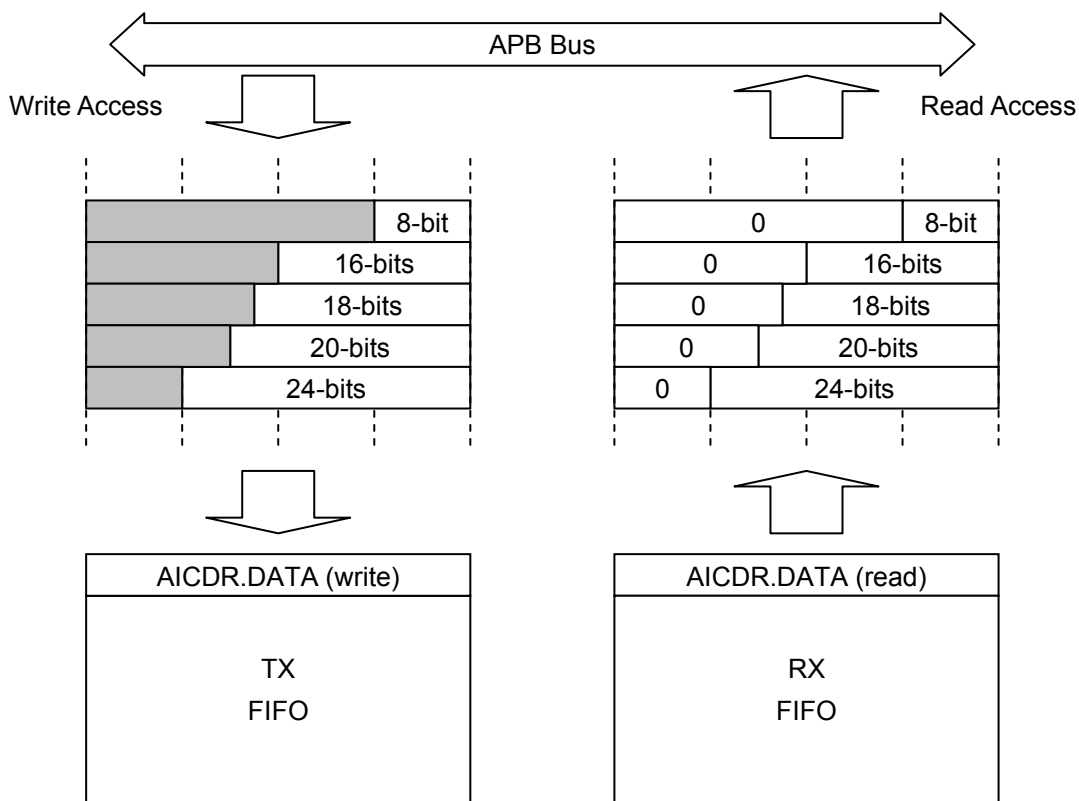 APB Bus
Write Access
Read Access
8-bit
0 8-bit
16-bits
0 16-bits
18-bits
0 18-bits
20-bits
0 20-bits
24-bits
0 24-bits
AICDR.DATA (write)
AICDR.DATA (read)
TX
FIFO
RX
FIFO